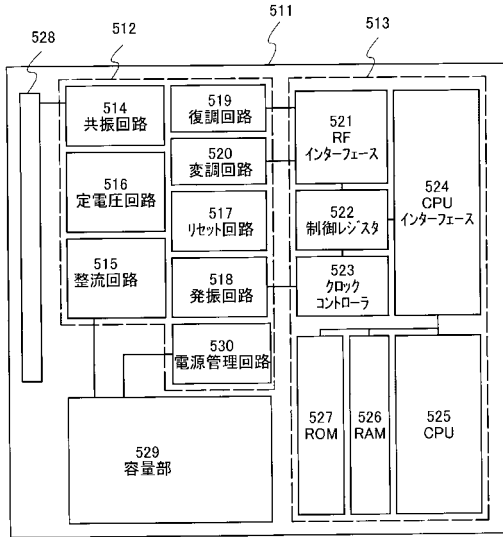 511
528
512
513
514
共振回路
519
復調回路
521
RF
インターフェース
524
CPU
インターフェース
516
定電圧回路
520
変調回路
517
リセット回路
522
制御レジスタ
515
整流回路
518
発振回路
523
クロック
コントローラ
530
電源管理回路
529
容量部
527
ROM
526
RAM
525
CPU